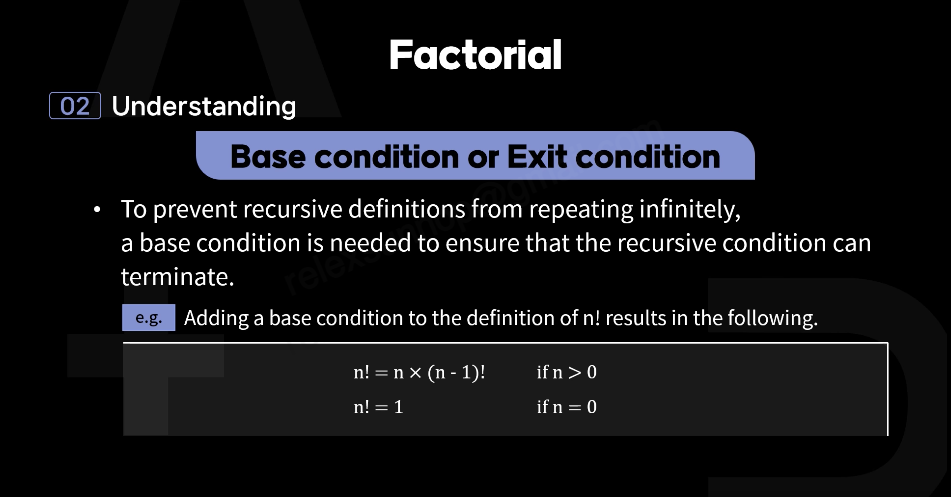 Factorial
02 Understanding
Base condition or Exit condition
• To prevent recursive definitions from repeating infinitely,
a base condition is needed to ensure that the recursive condition can
terminate.
e.g. Adding a base condition to the definition of n! results in the following.
n! = n × (n - 1)! if n > 0
n! = 1 if n = 0